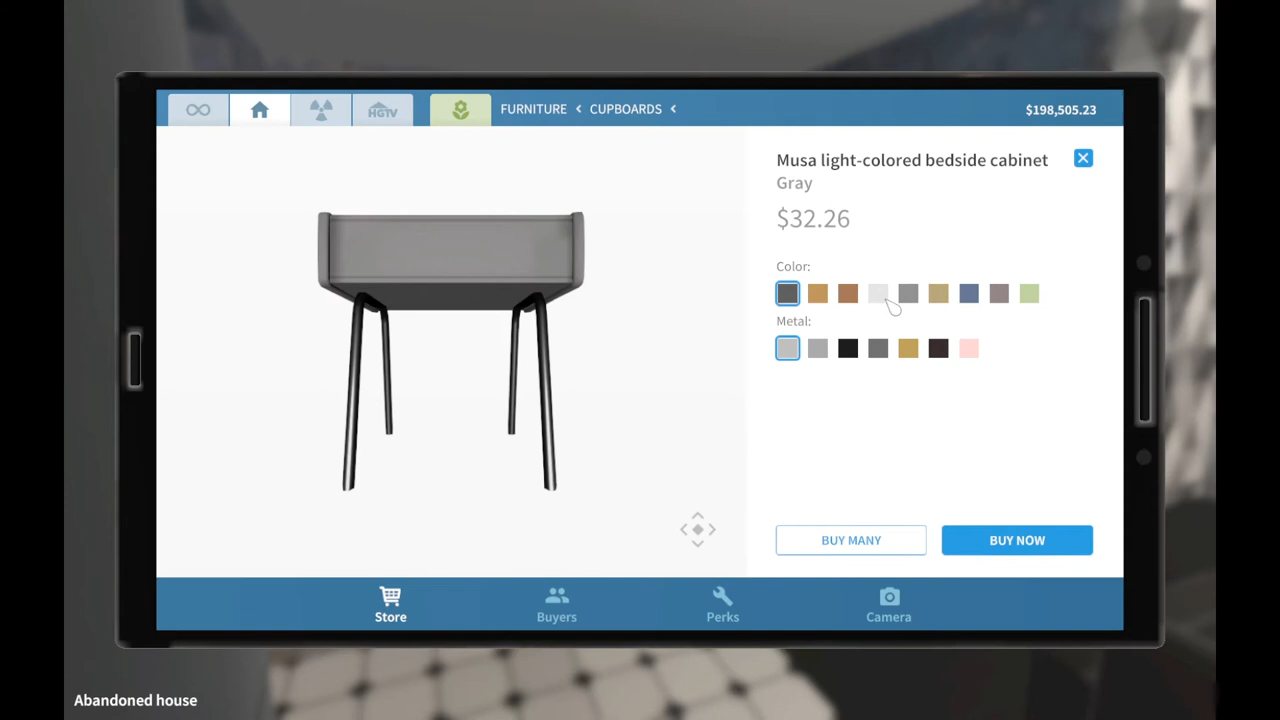 HGTV
FURNITURE < CUPBOARDS <
$198,505.23
Musa light-colored bedside cabinet
Gray
$32.26
Color:
Metal:
BUY MANY
BUY NOW
Store
Buyers
Perks
Camera
Abandoned house